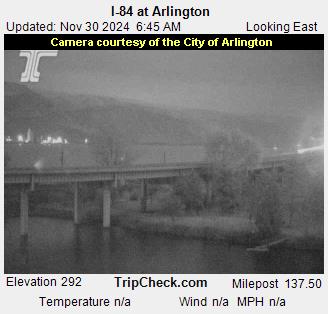 I-84 at Arlington
Updated: Nov 30 2024 6:45 AM Looking East
Camera courtesy of the City of Arlington
Elevation 292 TripCheck.com Milepost 137.50
Temperature n/a Wind n/a MPH n/a